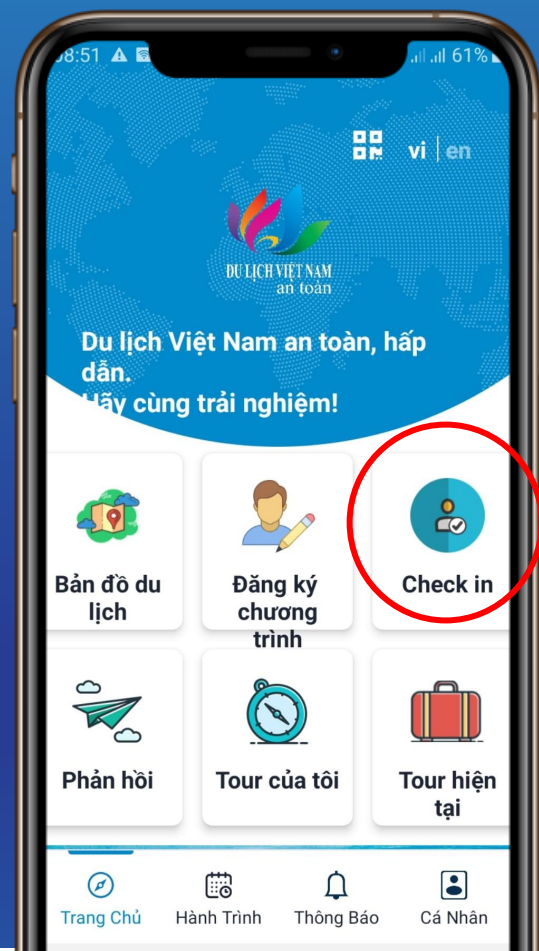 08:51
61%
vi | en
DU LỊCH VIỆT NAM
an toàn
Du lịch Việt Nam an toàn, hấp
dẫn.
Hãy cùng trải nghiệm!
Bản đồ du
lịch
Đăng ký
chương
trình
Check in
Phản hồi
Tour của tôi
Tour hiện
tại
Trang Chủ
Hành Trình
Thông Báo
Cá Nhân